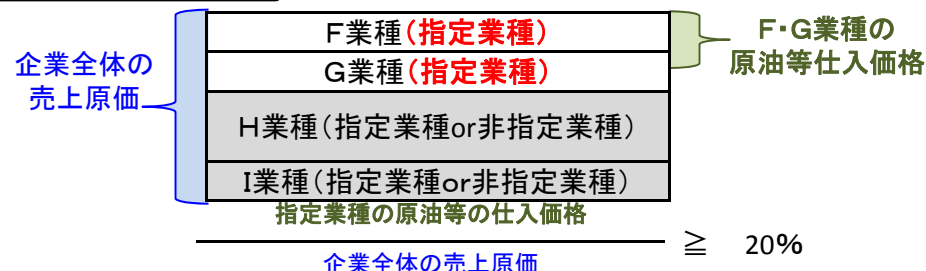 F業種(指定業種)
G業種(指定業種)
H業種(指定業種or非指定業種)
I業種(指定業種or非指定業種)
企業全体の
売上原価
F・G業種の
原油等仕入価格
指定業種の原油等の仕入価格
企業全体の売上原価
≧ 20%